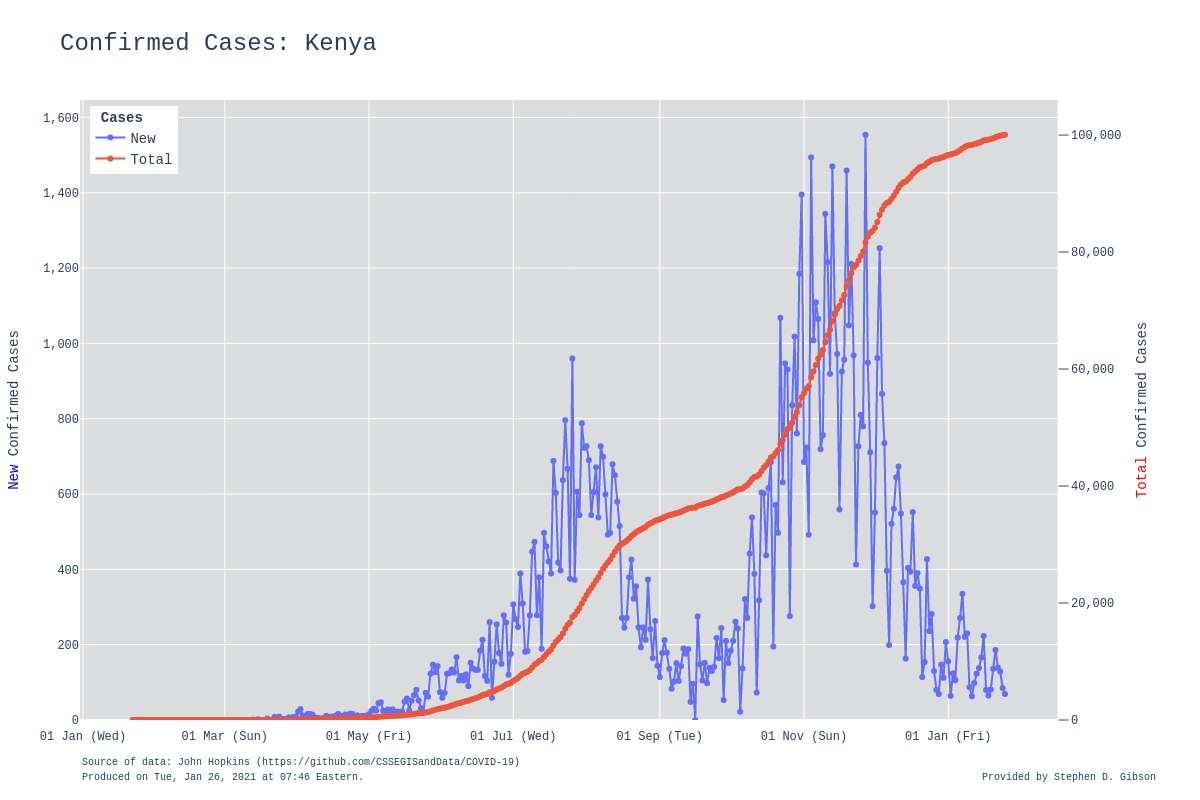 Confirmed Cases: Kenya
Cases
New
Total
1,600
1,400
1,200
1,000
800
600
400
200
0
100,000
80,000
60,000
40,000
20,000
0
New Confirmed Cases
Total Confirmed Cases
01 Jan (Wed)
01 Mar (Sun)
01 May (Fri)
01 Jul (Wed)
01 Sep (Tue)
01 Nov (Sun)
01 Jan (Fri)
Source of data: John Hopkins (https://github.com/CSSEGISandData/COVID-19)
Produced on Tue, Jan 26, 2021 at 07:46 Eastern.
Provided by Stephen D. Gibson